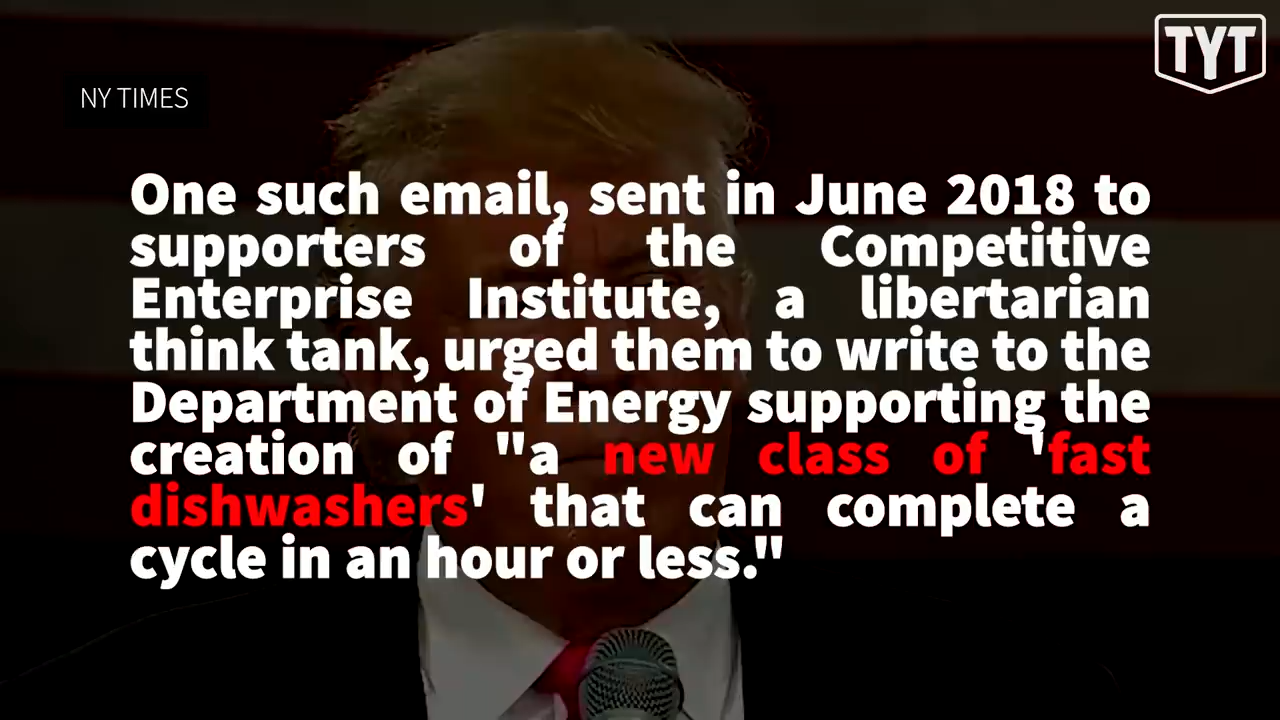 TYT
NY TIMES
One such email, sent in June 2018 to
supporters of the Competitive
Enterprise Institute, a libertarian
think tank, urged them to write to the
Department of Energy supporting the
creation of "a new class of 'fast
dishwashers' that can complete a
cycle in an hour or less."